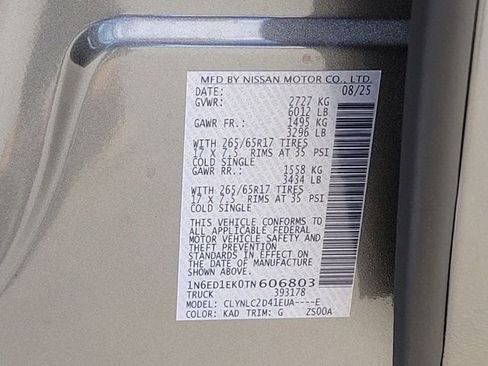 MFD BY NISSAN MOTOR CO., LTD.
DATE: 08/25
GVWR: 2727 KG
6012 LB
GAWR FR.: 1495 KG
3296 LB
WITH 265/65R17 TIRES
17 X 7.5 RIMS AT 35 PSI
COLD SINGLE
GAWR RR.: 1558 KG
3434 LB
WITH 265/65R17 TIRES
17 X 7.5 RIMS AT 35 PSI
COLD SINGLE
THIS VEHICLE CONFORMS TO
ALL APPLICABLE FEDERAL
MOTOR VEHICLE SAFETY AND
THEFT PREVENTION
STANDARDS IN EFFECT ON
THE DATE OF MANUFACTURE
SHOWN ABOVE.
1N6ED1EK0TN606803
TRUCK 393178
MODEL: CLYNLC2D41EUA----E
COLOR: KAD TRIM: G ZS00A